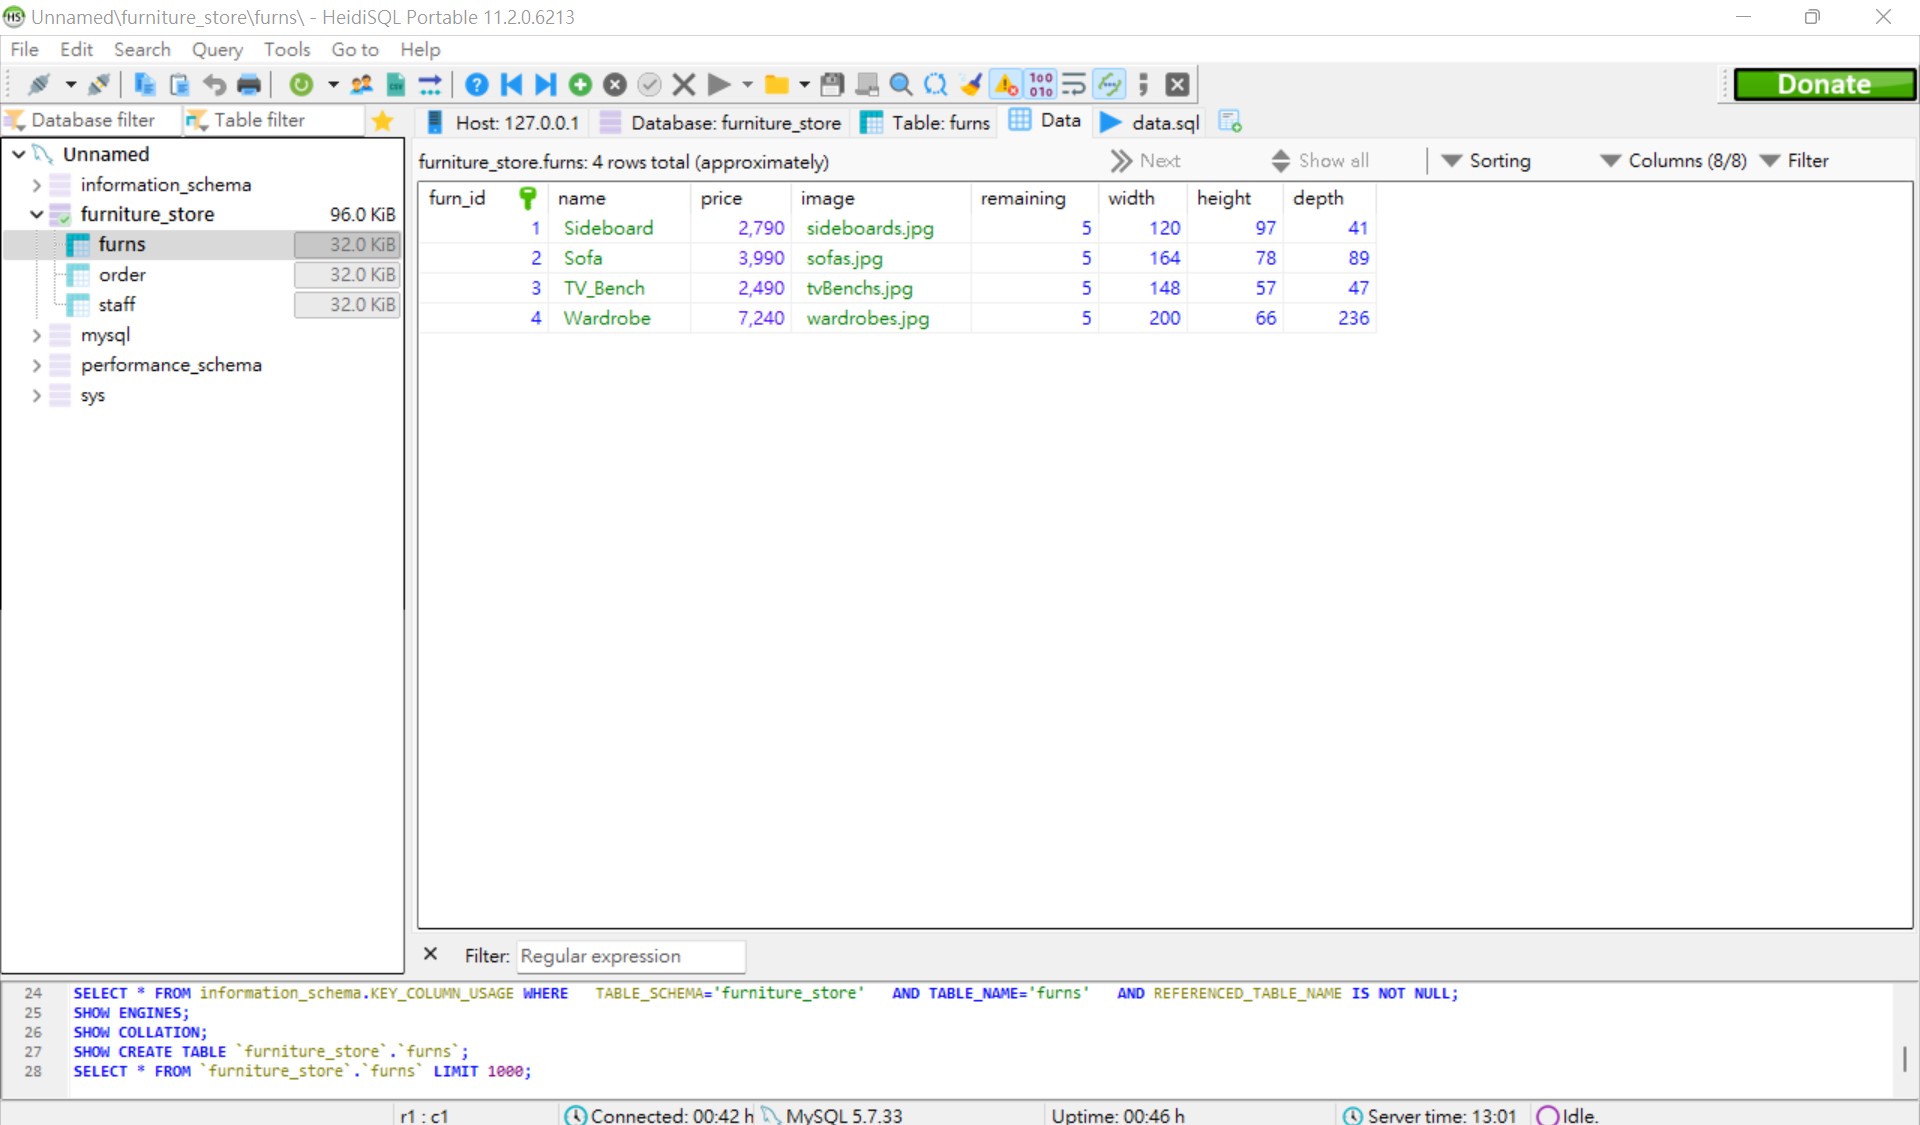 Unnamed\furniture_store\furns\ - HeidiSQL Portable 11.2.0.6213
File Edit Search Query Tools Go to Help
Donate
Database filter Table filter Host: 127.0.0.1 Database: furniture_store Table: furns Data data.sql
Unnamed
information_schema
furniture_store 96.0 KiB
furns 32.0 KiB
order 32.0 KiB
staff 32.0 KiB
mysql
performance_schema
sys
furniture_store.furns: 4 rows total (approximately) Next Show all Sorting Columns (8/8) Filter
furn_id name price image remaining width height depth
1 Sideboard 2,790 sideboards.jpg 5 120 97 41
2 Sofa 3,990 sofas.jpg 5 164 78 89
3 TV_Bench 2,490 tvBenchs.jpg 5 148 57 47
4 Wardrobe 7,240 wardrobes.jpg 5 200 66 236
Filter: Regular expression
24 SELECT * FROM information_schema.KEY_COLUMN_USAGE WHERE TABLE_SCHEMA='furniture_store' AND TABLE_NAME='furns' AND REFERENCED_TABLE_NAME IS NOT NULL;
25 SHOW ENGINES;
26 SHOW COLLATION;
27 SHOW CREATE TABLE `furniture_store`.`furns`;
28 SELECT * FROM `furniture_store`.`furns` LIMIT 1000;
r1 : c1 Connected: 00:42 h MySQL 5.7.33 Uptime: 00:46 h Server time: 13:01 Idle.